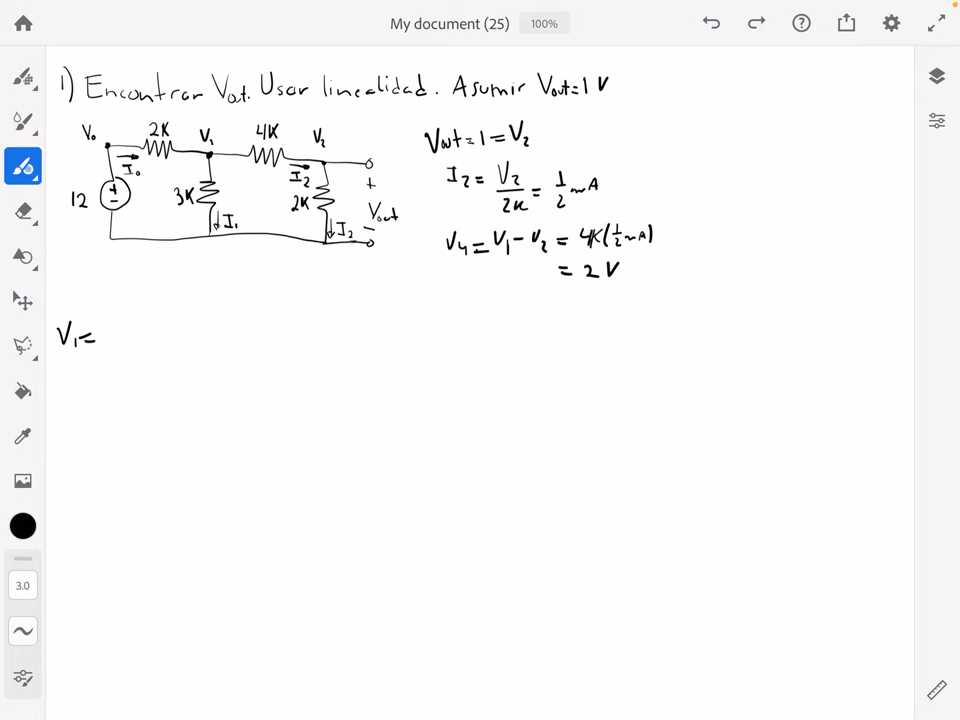 My document (25)
100%
1) Encontrar Vout. Usar linealidad. Asumir Vout=1 V
V₀ 2K V₁ 4K V₂
I₀ I₂
12 + - 3K 2K + Vout -
I₁ I₂
Vout=1=V₂
I₂ = V₂/2K = 1/2 mA
V₄ = V₁ - V₂ = 4K(1/2 mA)
= 2 V
V₁=
3.0